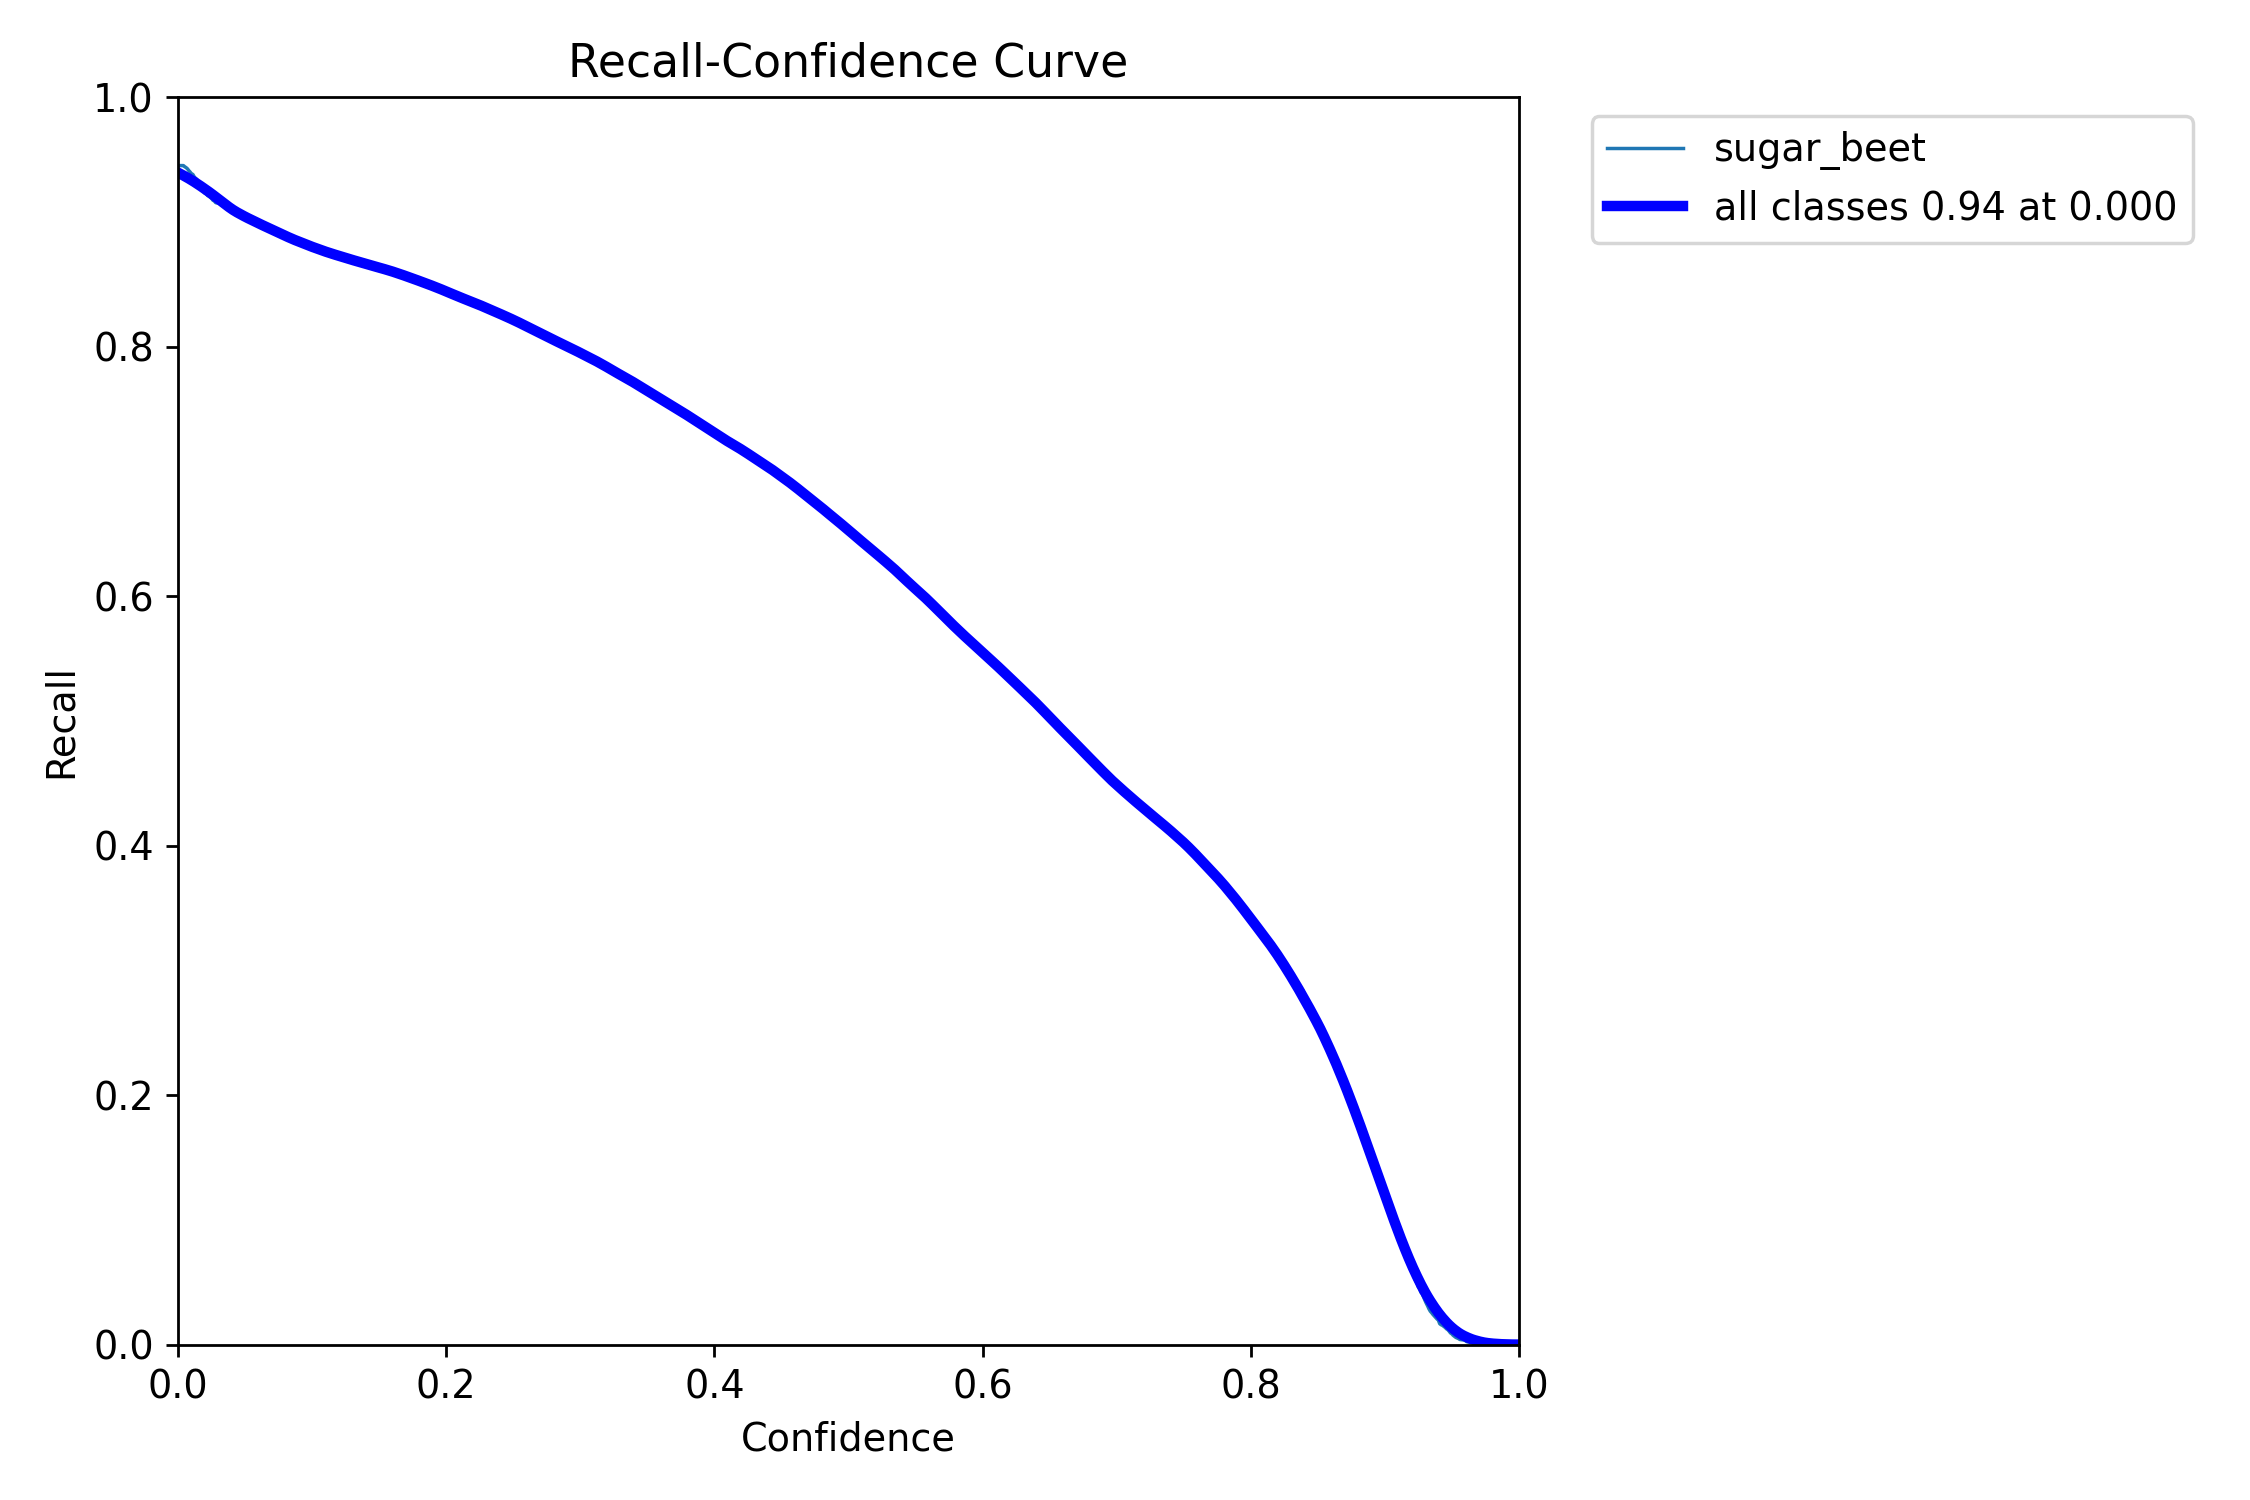 Recall-Confidence Curve
1.0
0.8
0.6
0.4
0.2
0.0
Recall
0.0 0.2 0.4 0.6 0.8 1.0
Confidence
sugar_beet
all classes 0.94 at 0.000